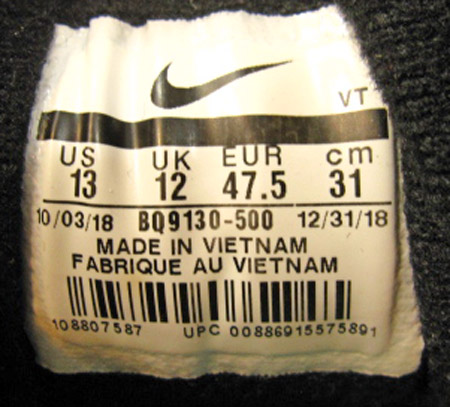 VT
US UK EUR cm
13 12 47.5 31
10/03/18 BQ9130-500 12/31/18
MADE IN VIETNAM
FABRIQUE AU VIETNAM
108807587 UPC 00886915575891